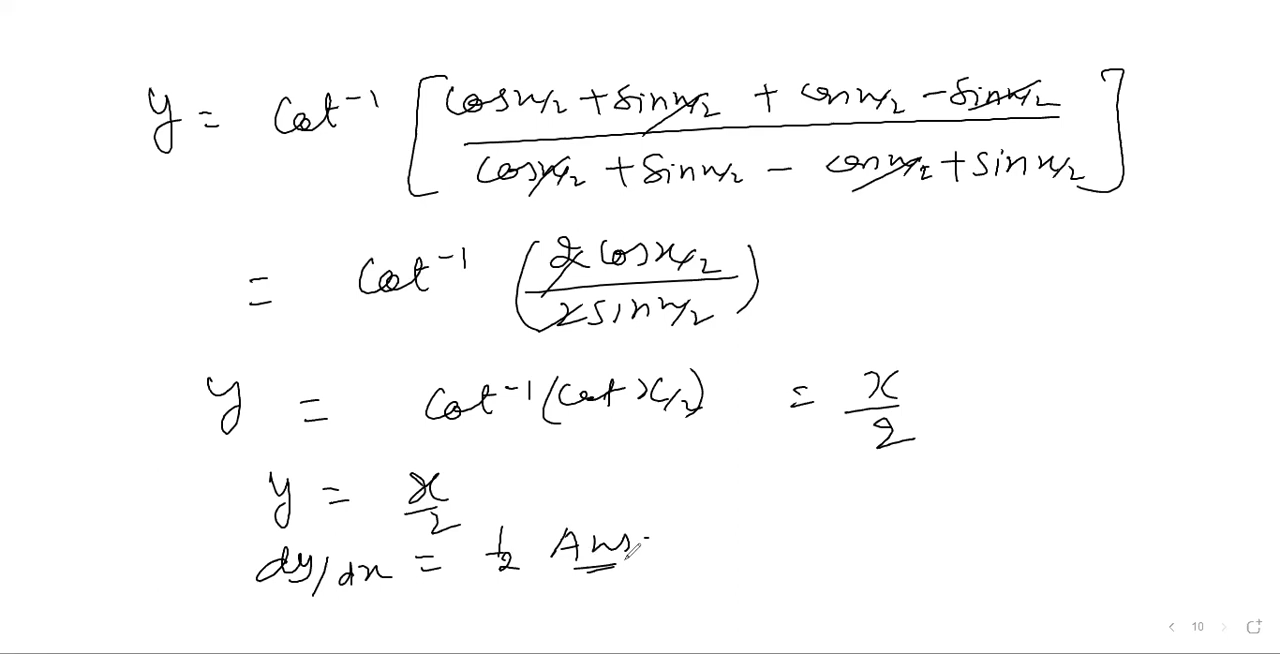 y = Cot⁻¹ [ (cos x/2 + sin x/2 + cos x/2 - sin x/2) / (cos x/2 + sin x/2 - cos x/2 + sin x/2) ]
= Cot⁻¹ ( 2 cos x/2 / 2 sin x/2 )
y = Cot⁻¹ (cot x/2) = x/2
y = x/2
dy/dx = 1/2 Ans.
< 10 >